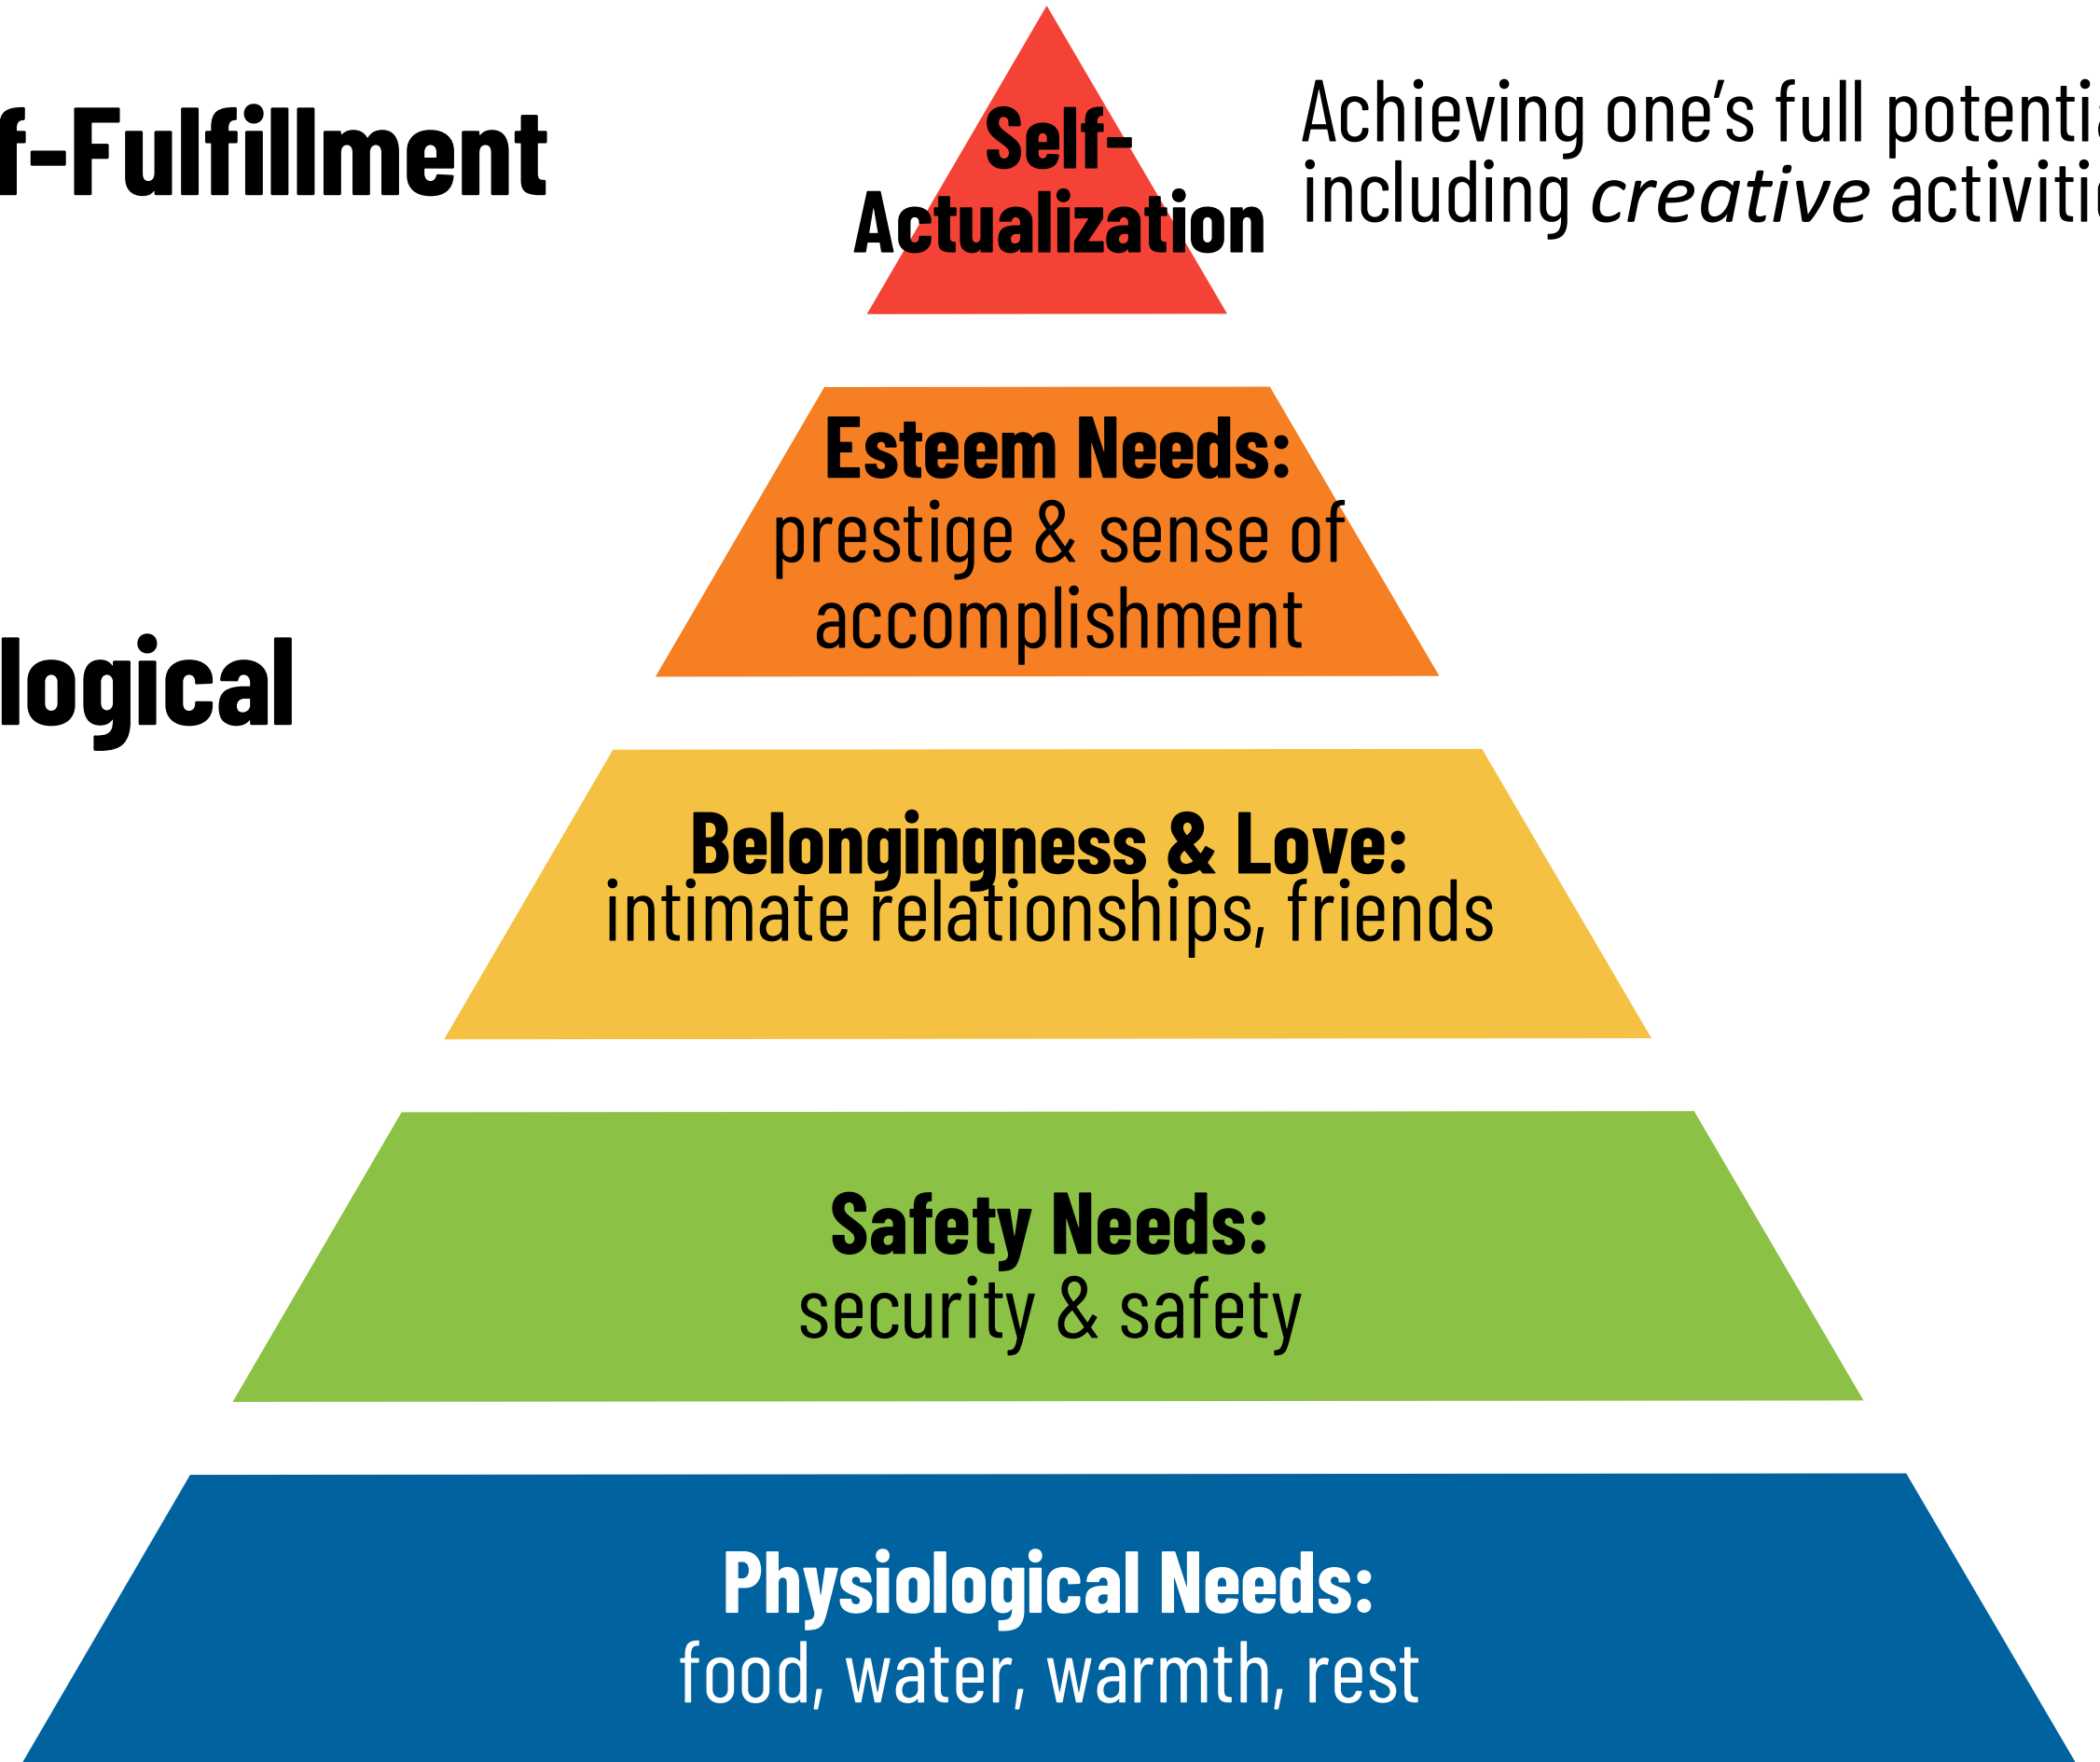 f-Fulfillment
Self-
Actualization
Achieving one's full potenti
including creative activiti
Esteem Needs:
prestige & sense of
accomplishment
logical
Belongingness & Love:
intimate relationships, friends
Safety Needs:
security & safety
Physiological Needs:
food, water, warmth, rest